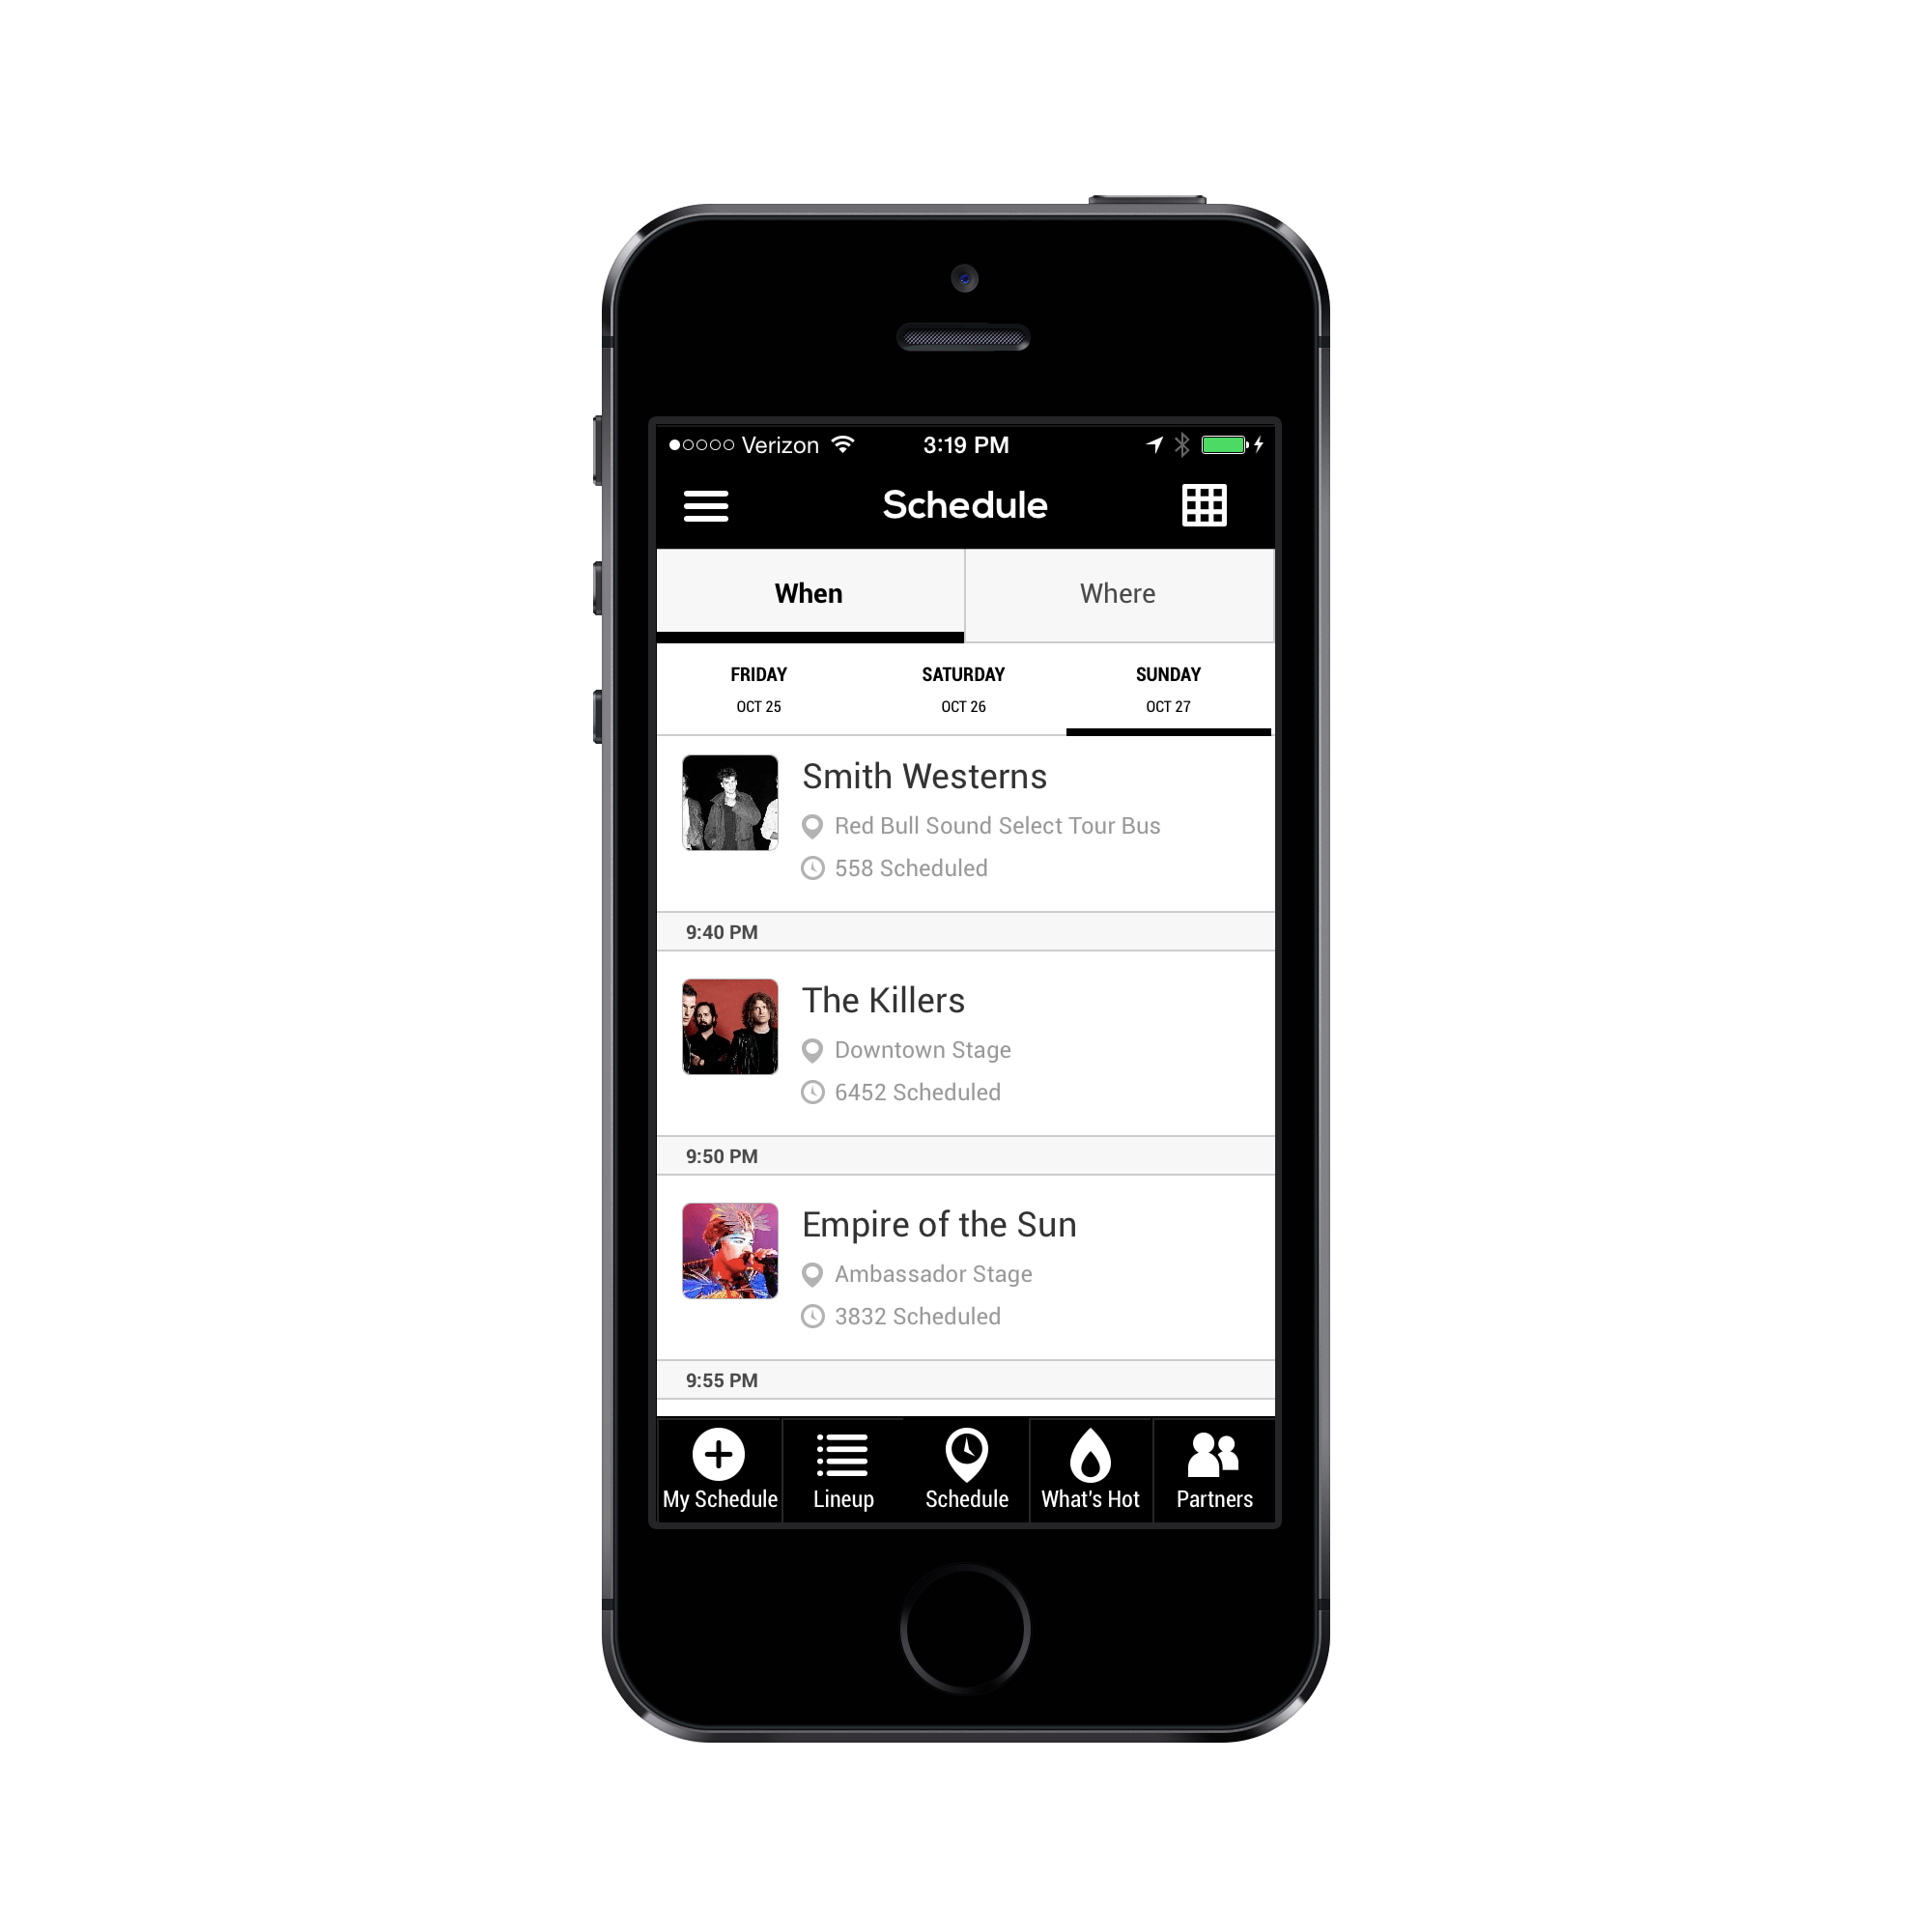 Verizon 3:19 PM
Schedule
When Where
FRIDAY SATURDAY SUNDAY
OCT 25 OCT 26 OCT 27
Smith Westerns
Red Bull Sound Select Tour Bus
558 Scheduled
9:40 PM
The Killers
Downtown Stage
6452 Scheduled
9:50 PM
Empire of the Sun
Ambassador Stage
3832 Scheduled
9:55 PM
My Schedule Lineup Schedule What's Hot Partners